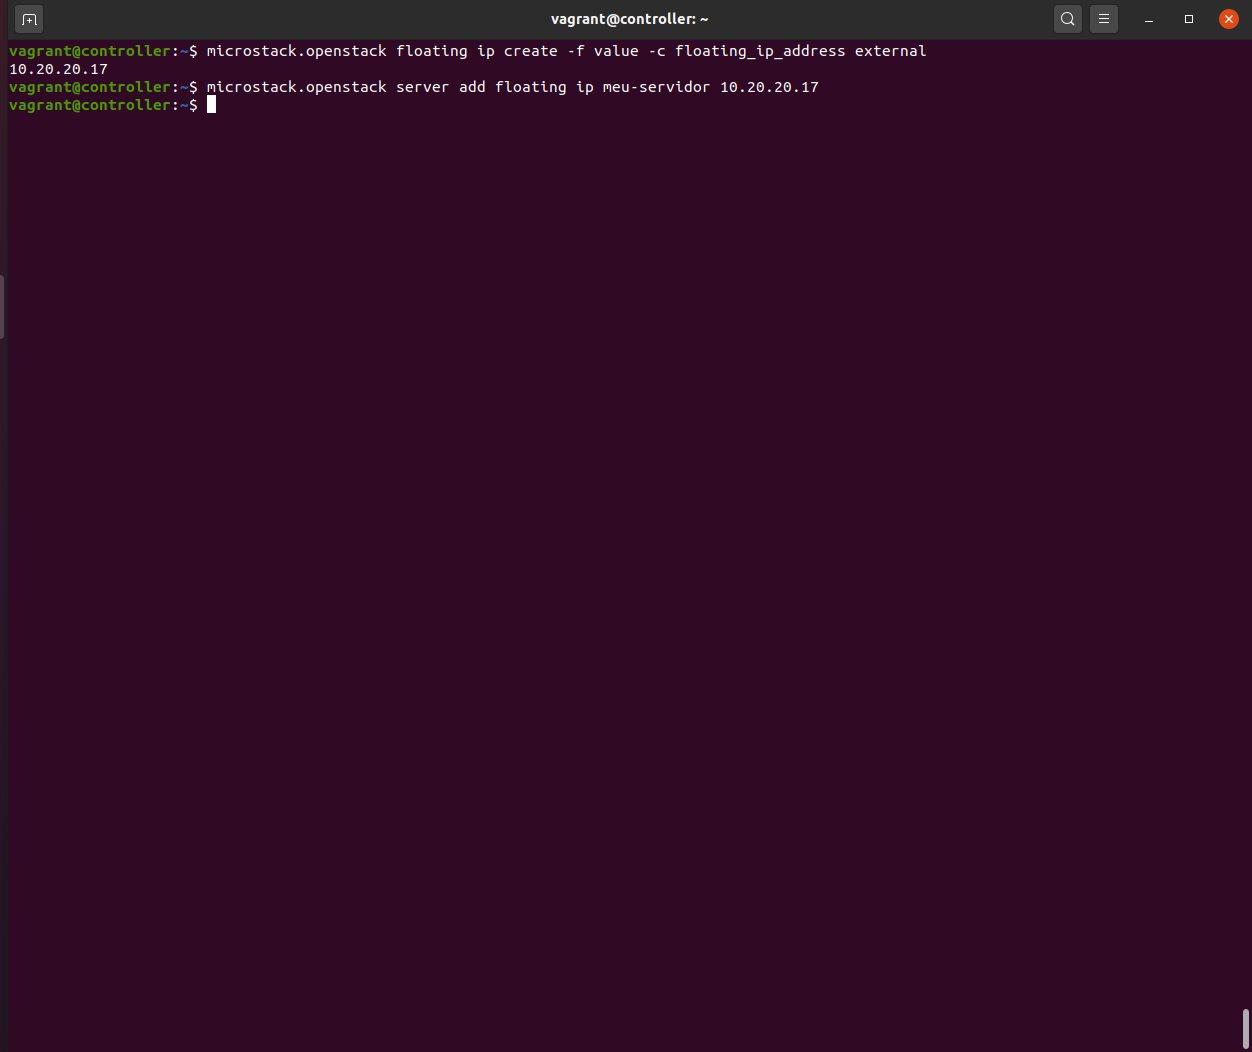 vagrant@controller: ~
vagrant@controller:~$ microstack.openstack floating ip create -f value -c floating_ip_address external
10.20.20.17
vagrant@controller:~$ microstack.openstack server add floating ip meu-servidor 10.20.20.17
vagrant@controller:~$